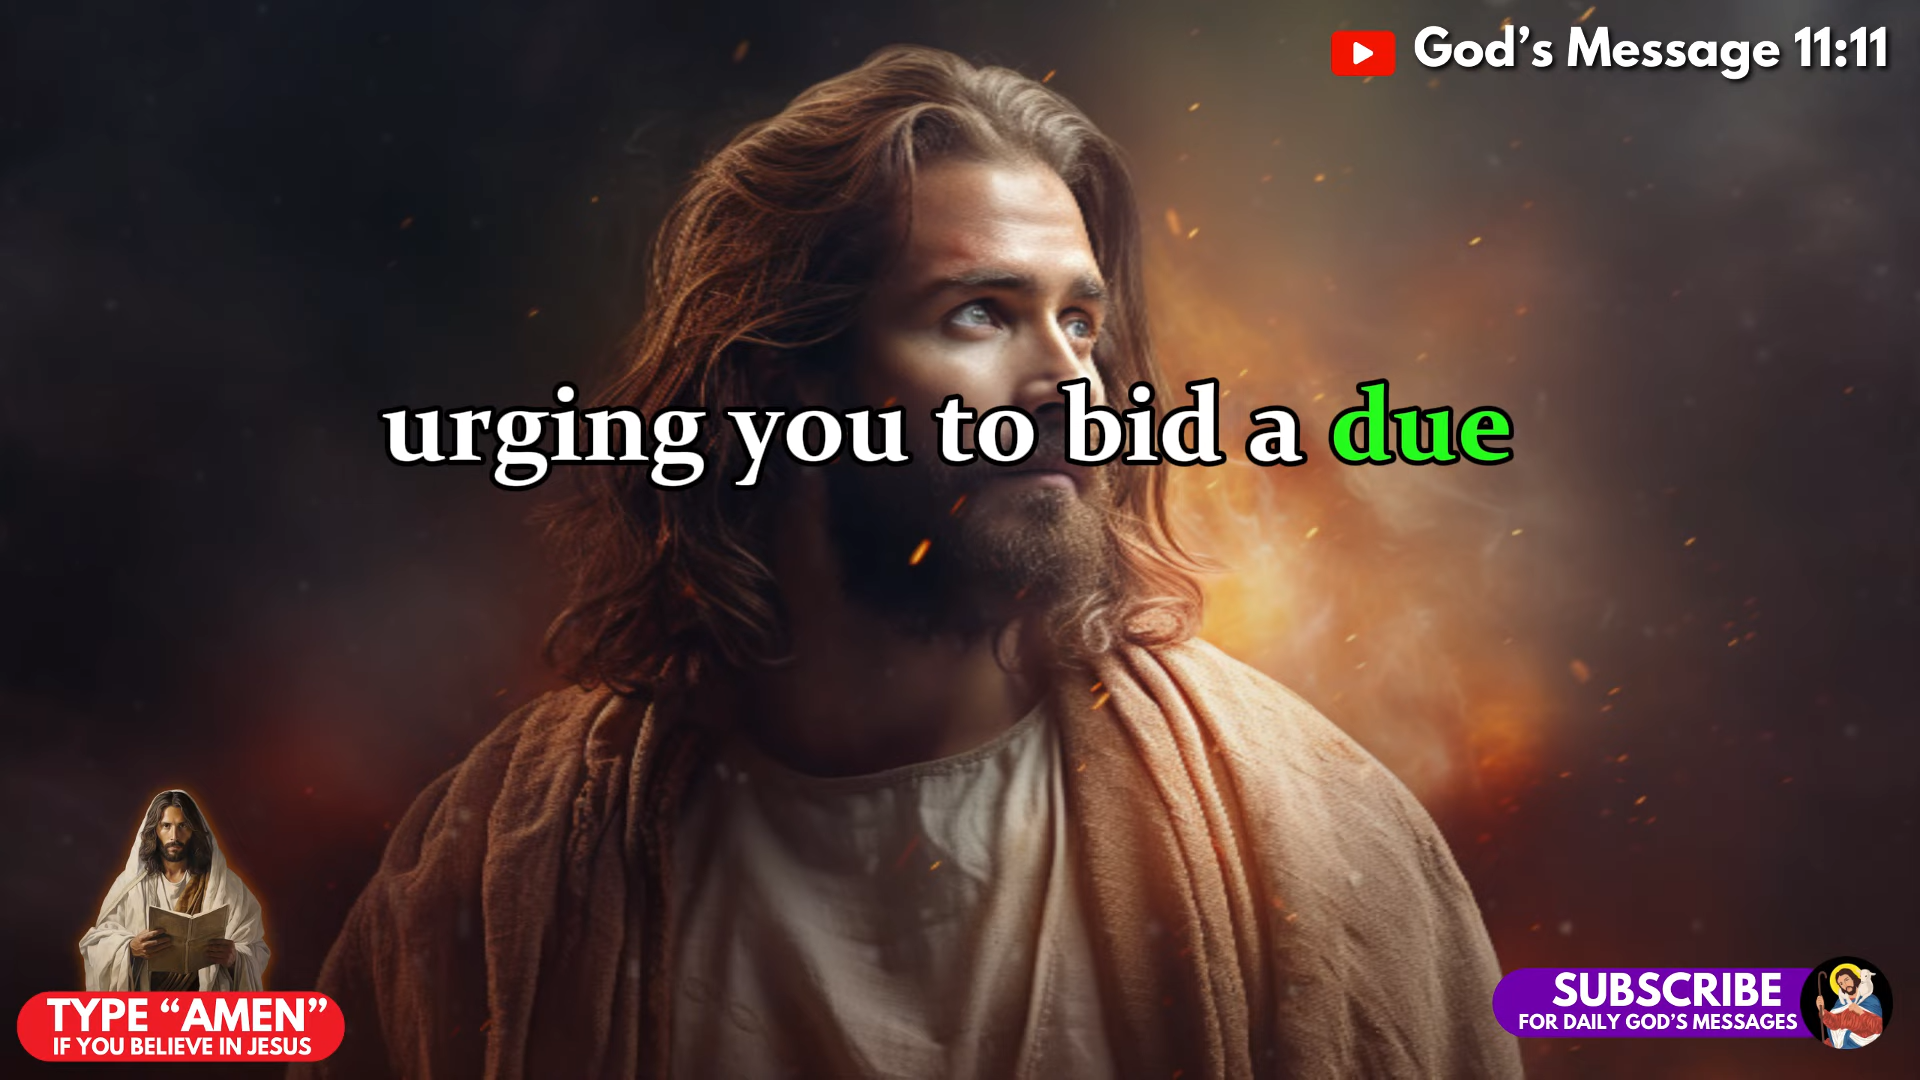 God’s Message 11:11
urging you to bid a due
TYPE “AMEN”
IF YOU BELIEVE IN JESUS
SUBSCRIBE
FOR DAILY GOD’S MESSAGES